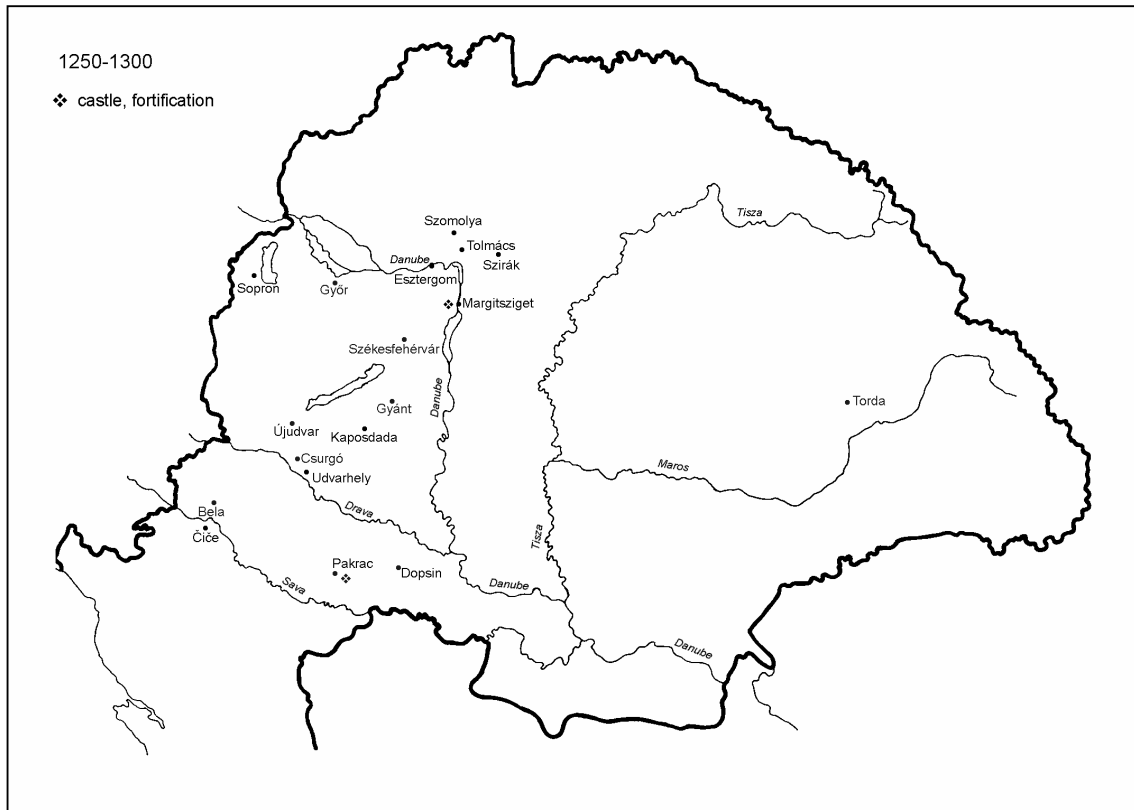 1250-1300
❖ castle, fortification
Tisza
Szomolya
Tolmács
Danube
Szirák
Esztergom
Sopron
Győr
Margitsziget
Székesfehérvár
Danube
Gyánt
Torda
Újudvar
Kaposdada
Csurgó
Maros
Udvarhely
Bela
Drava
Čiče
Tisza
Pakrac
Dopsin
Sava
Danube
Danube